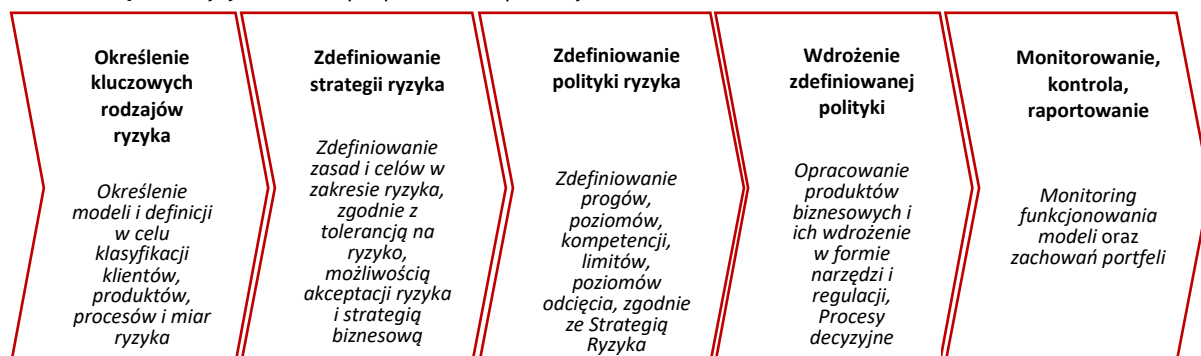 Określenie
kluczowych
rodzajów
ryzyka
Określenie
modeli i definicji
w celu
klasyfikacji
klientów,
produktów,
procesów i miar
ryzyka
Zdefiniowanie
strategii ryzyka
Zdefiniowanie
zasad i celów w
zakresie ryzyka,
zgodnie z
tolerancją na
ryzyko,
możliwością
akceptacji ryzyka
i strategią
biznesową
Zdefiniowanie
polityki ryzyka
Zdefiniowanie
progów,
poziomów,
kompetencji,
limitów,
poziomów
odcięcia, zgodnie
ze Strategią
Ryzyka
Wdrożenie
zdefiniowanej
polityki
Opracowanie
produktów
biznesowych i
ich wdrożenie
w formie
narzędzi i
regulacji,
Procesy
decyzyjne
Monitorowanie,
kontrola,
raportowanie
Monitoring
funkcjonowania
modeli oraz
zachowań portfeli